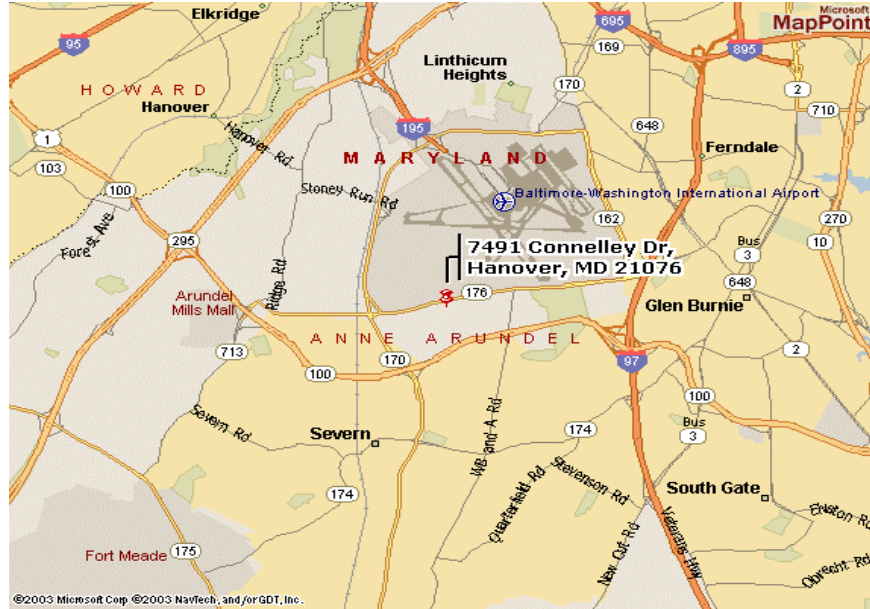 Microsoft
MapPoint
Elkridge
95
695
169
895
Linthicum
Heights
170
2
HOWARD
Hanover
710
195
648
1
Hanover Rd
MARYLAND
Ferndale
103
100
Stoney Run Rd
Baltimore-Washington International Airport
Forest Ave
162
270
295
10
Bus
3
7491 Connelley Dr,
Hanover, MD 21076
Ridge Rd
176
648
Arundel
Mills Mall
Glen Burnie
ANNE ARUNDEL
713
170
97
2
100
100
Severn Rd
WB and A Rd
Bus
3
Severn
174
Quarterfield Rd
Stevenson Rd
174
South Gate
Veterans Hwy
New Cut Rd
Elvaton Rd
Fort Meade
175
Obrecht Rd
©2003 Microsoft Corp ©2003 NavTech, and/or GDT, Inc.